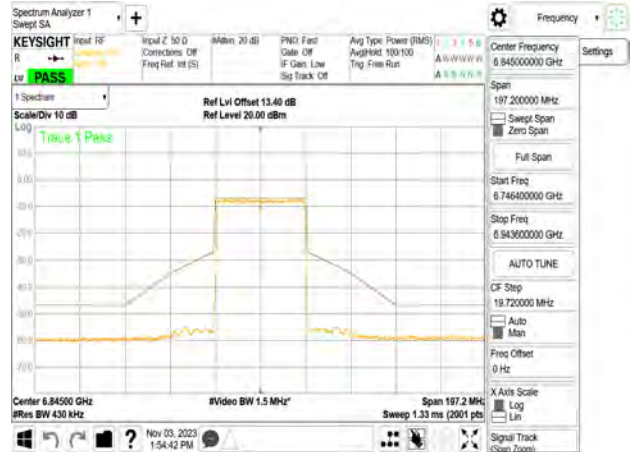 Spectrum Analyzer 1
Swept SA
Frequency
KEYSIGHT
Input: RF
Input Z: 50 Ω
Corrections: Off
Freq Ref: Int (S)
#Atten: 20 dB
PNO: Fast
Gate: Off
IF Gain: Low
Sig Track: Off
Avg Type: Power (RMS)
Avg|Hold: 100/100
Trig: Free Run
R
PASS
Settings
Center Frequency
6.845000000 GHz
Span
197.200000 MHz
Swept Span
Zero Span
Full Span
Start Freq
6.746400000 GHz
Stop Freq
6.943600000 GHz
AUTO TUNE
CF Step
19.720000 MHz
Auto
Man
Freq Offset
0 Hz
X Axis Scale
Log
Lin
Signal Track
(Span Zoom)
1 Spectrum
Scale/Div 10 dB
Ref Lvl Offset 13.40 dB
Ref Level 20.00 dBm
Log
Trace 1 Pass
10.0
0.00
Center 6.84500 GHz
#Res BW 430 kHz
#Video BW 1.5 MHz*
Span 197.2 MHz
Sweep 1.33 ms (2001 pts
?
Nov 03, 2023
1:54:42 PM